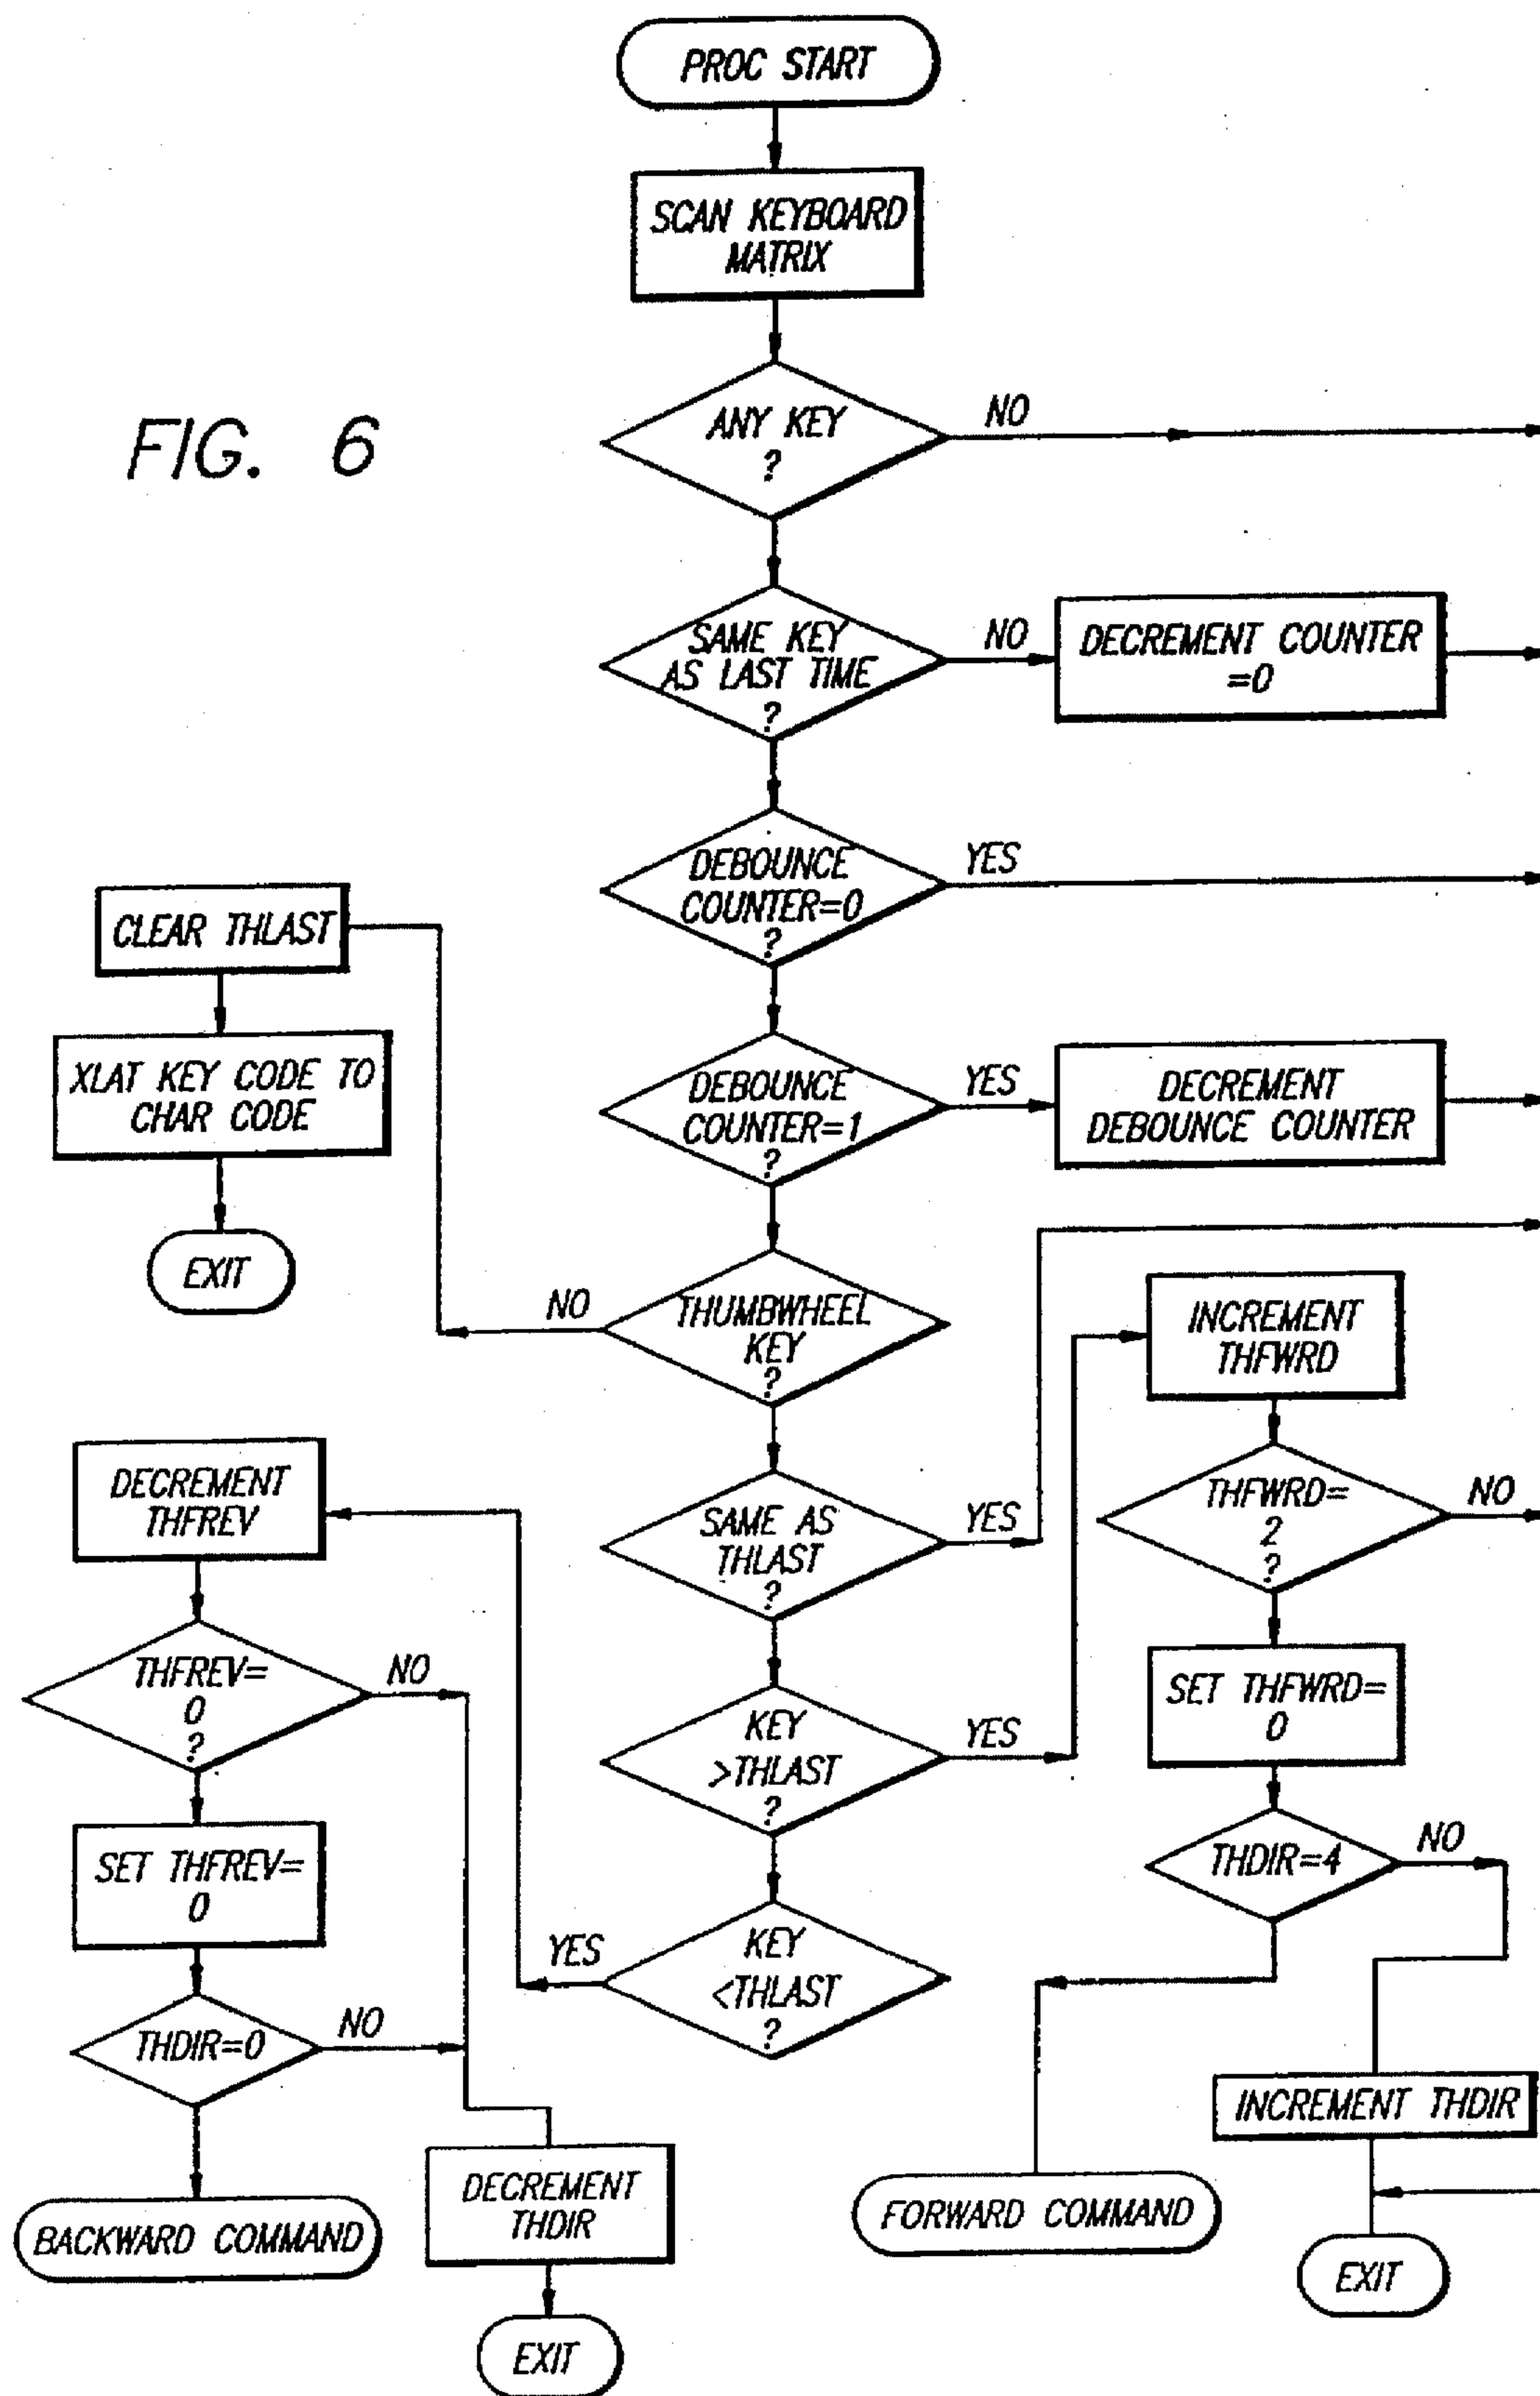 PROC START
SCAN KEYBOARD
MATRIX
FIG. 6
ANY KEY
?
NO
SAME KEY
AS LAST TIME
?
NO
DECREMENT COUNTER
=0
DEBOUNCE
COUNTER=0
?
YES
CLEAR THLAST
XLAT KEY CODE TO
CHAR CODE
EXIT
DEBOUNCE
COUNTER=1
?
YES
DECREMENT
DEBOUNCE COUNTER
THUMBWHEEL
KEY
?
NO
INCREMENT
THFWRD
THFWRD=
2
?
NO
SAME AS
THLAST
?
YES
DECREMENT
THFREV
THFREV=
0
?
NO
KEY
>THLAST
?
YES
SET THFWRD=
0
THDIR=4
NO
SET THFREV=
0
KEY
<THLAST
?
YES
THDIR=0
NO
INCREMENT THDIR
BACKWARD COMMAND
DECREMENT
THDIR
EXIT
FORWARD COMMAND
EXIT